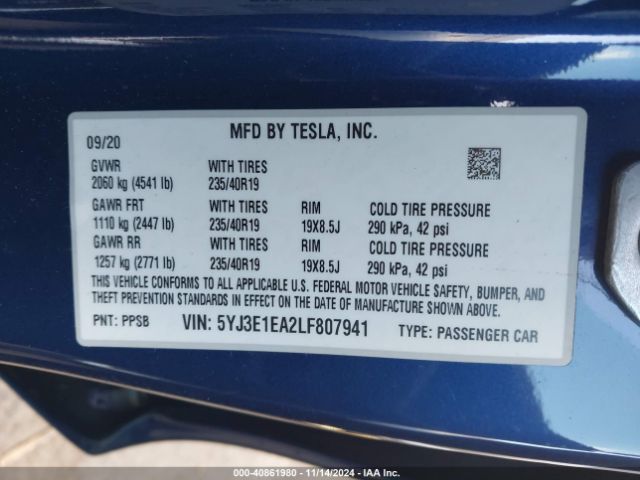 MFD BY TESLA, INC.
09/20
GVWR WITH TIRES
2060 kg (4541 lb) 235/40R19
GAWR FRT WITH TIRES RIM COLD TIRE PRESSURE
1110 kg (2447 lb) 235/40R19 19X8.5J 290 kPa, 42 psi
GAWR RR WITH TIRES RIM COLD TIRE PRESSURE
1257 kg (2771 lb) 235/40R19 19X8.5J 290 kPa, 42 psi
THIS VEHICLE CONFORMS TO ALL APPLICABLE U.S. FEDERAL MOTOR VEHICLE SAFETY, BUMPER, AND
THEFT PREVENTION STANDARDS IN EFFECT ON THE DATE OF MANUFACTURE SHOWN ABOVE.
PNT: PPSB VIN: 5YJ3E1EA2LF807941 TYPE: PASSENGER CAR
000-40861980 - 11/14/2024 - IAA Inc.